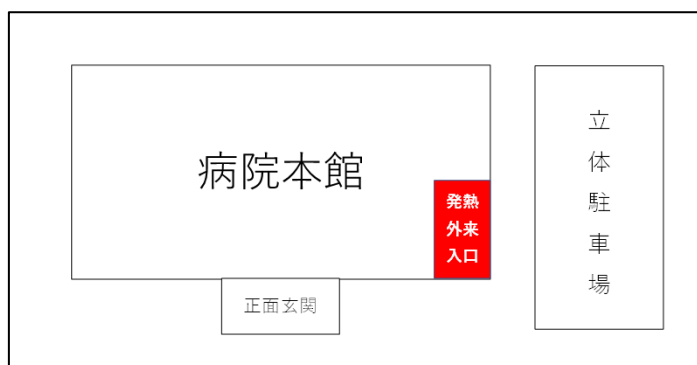 病院本館
発熱
外来
入口
正面玄関
立体駐車場